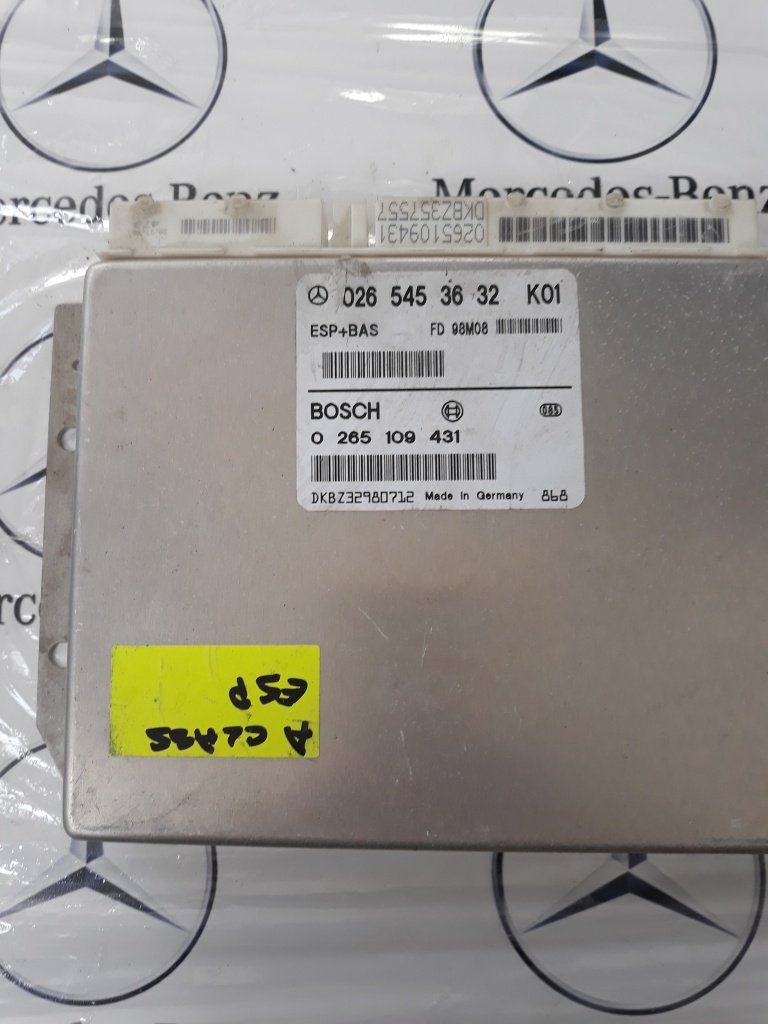 Mercedes-Benz
Mercedes-Benz
0265109431
DKBZ357557
026 545 36 32 K01
ESP+BAS FD 98M08
BOSCH
085
0 265 109 431
DKBZ32980712 Made in Germany 868
A CLASS
ESP